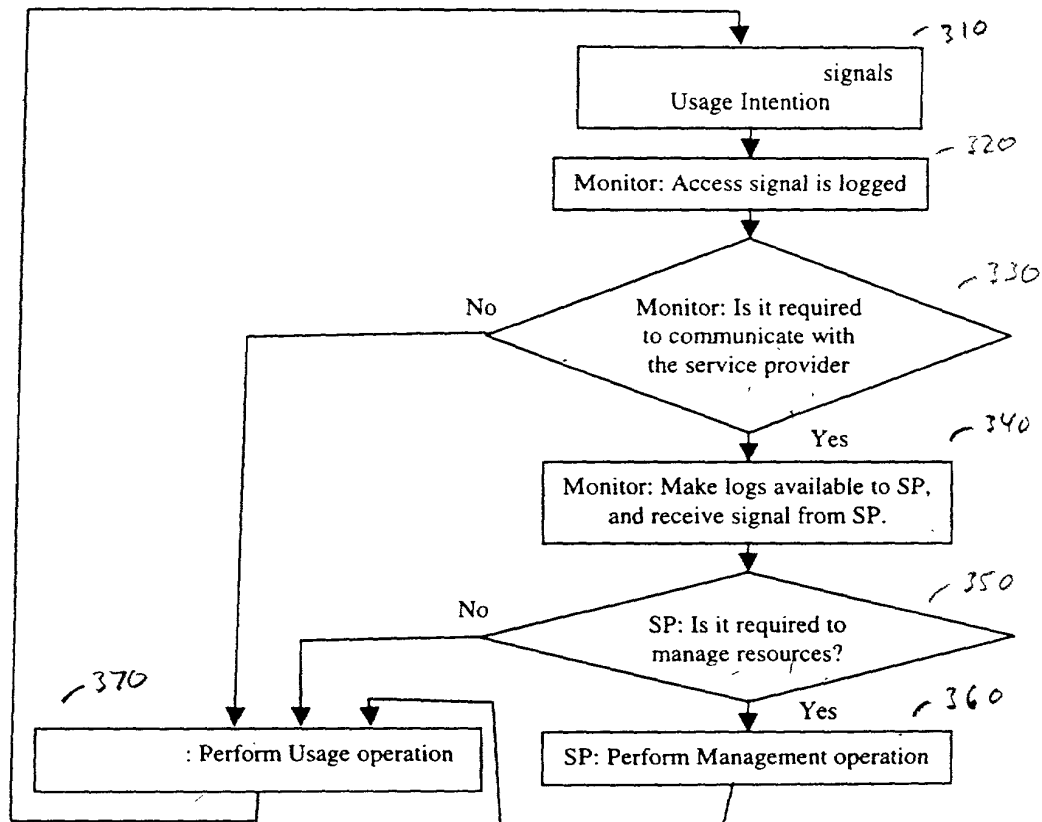 310
signals
Usage Intention
320
Monitor: Access signal is logged
330
No
Monitor: Is it required
to communicate with
the service provider
Yes
340
Monitor: Make logs available to SP,
and receive signal from SP.
350
No
SP: Is it required to
manage resources?
370
Yes
360
: Perform Usage operation
SP: Perform Management operation